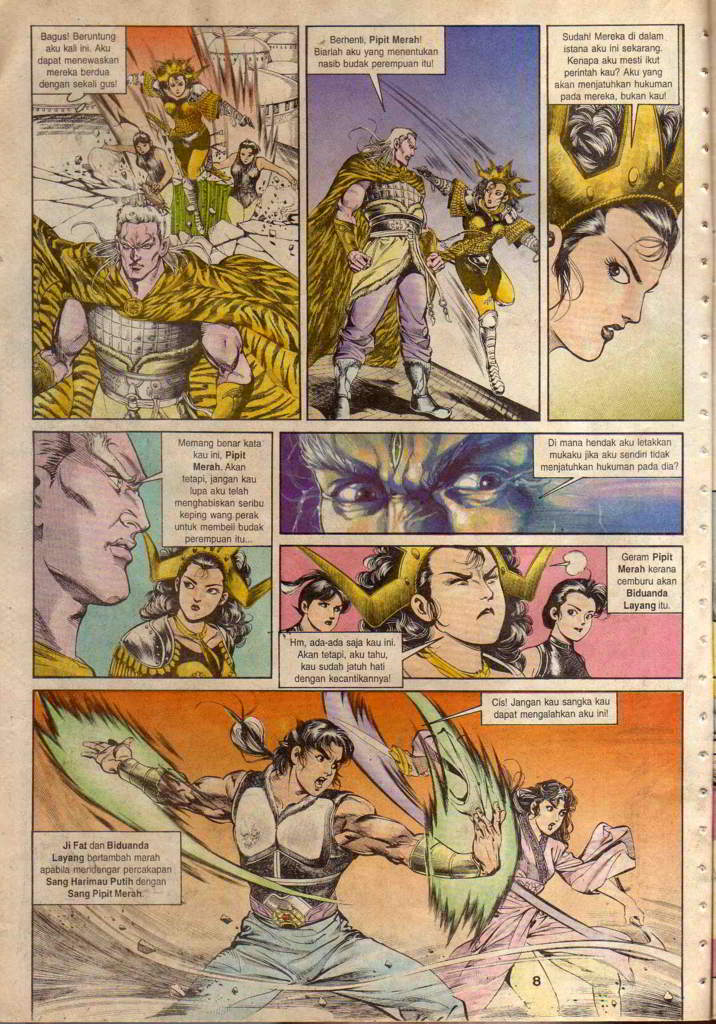 Bagus! Beruntung
aku kali ini. Aku
dapat menewaskan
mereka berdua
dengan sekali gus!
Berhenti, Pipit Merah!
Biarlah aku yang menentukan
nasib budak perempuan itu!
Sudah! Mereka di dalam
istana aku ini sekarang.
Kenapa aku mesti ikut
perintah kau? Aku yang
akan menjatuhkan hukuman
pada mereka, bukan kau!
Memang benar kata
kau ini, Pipit
Merah. Akan
tetapi, jangan kau
lupa aku telah
menghabiskan seribu
keping wang perak
untuk membeli budak
perempuan itu...
Di mana hendak aku letakkan
mukaku jika aku sendiri tidak
menjatuhkan hukuman pada dia?
Hm, ada-ada saja kau ini.
Akan tetapi, aku tahu,
kau sudah jatuh hati
dengan kecantikannya!
Geram Pipit
Merah kerana
cemburu akan
Biduanda
Layang itu.
Cis! Jangan kau sangka kau
dapat mengalahkan aku ini!
Ji Fat dan Biduanda
Layang bertambah marah
apabila mendengar percakapan
Sang Harimau Putih dengan
Sang Pipit Merah.
8